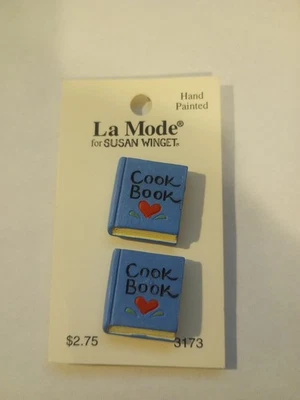 Hand
Painted
La Mode®
for SUSAN WINGET®
Cook
Book
Cook
Book
$2.75
3173